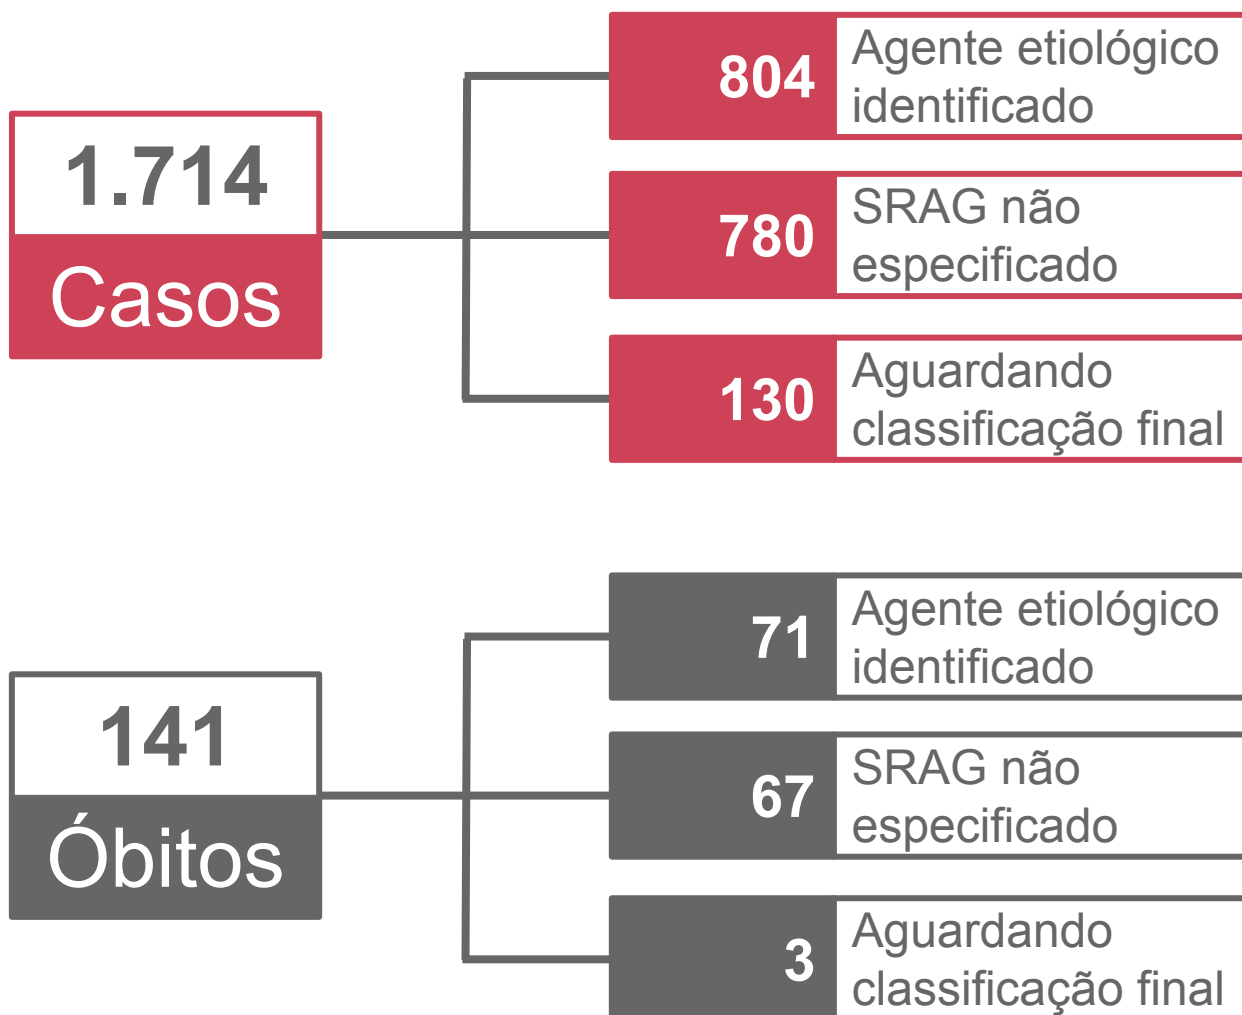 1.714
Casos
804
Agente etiológico
identificado
780
SRAG não
especificado
130
Aguardando
classificação final
141
Óbitos
71
Agente etiológico
identificado
67
SRAG não
especificado
3
Aguardando
classificação final